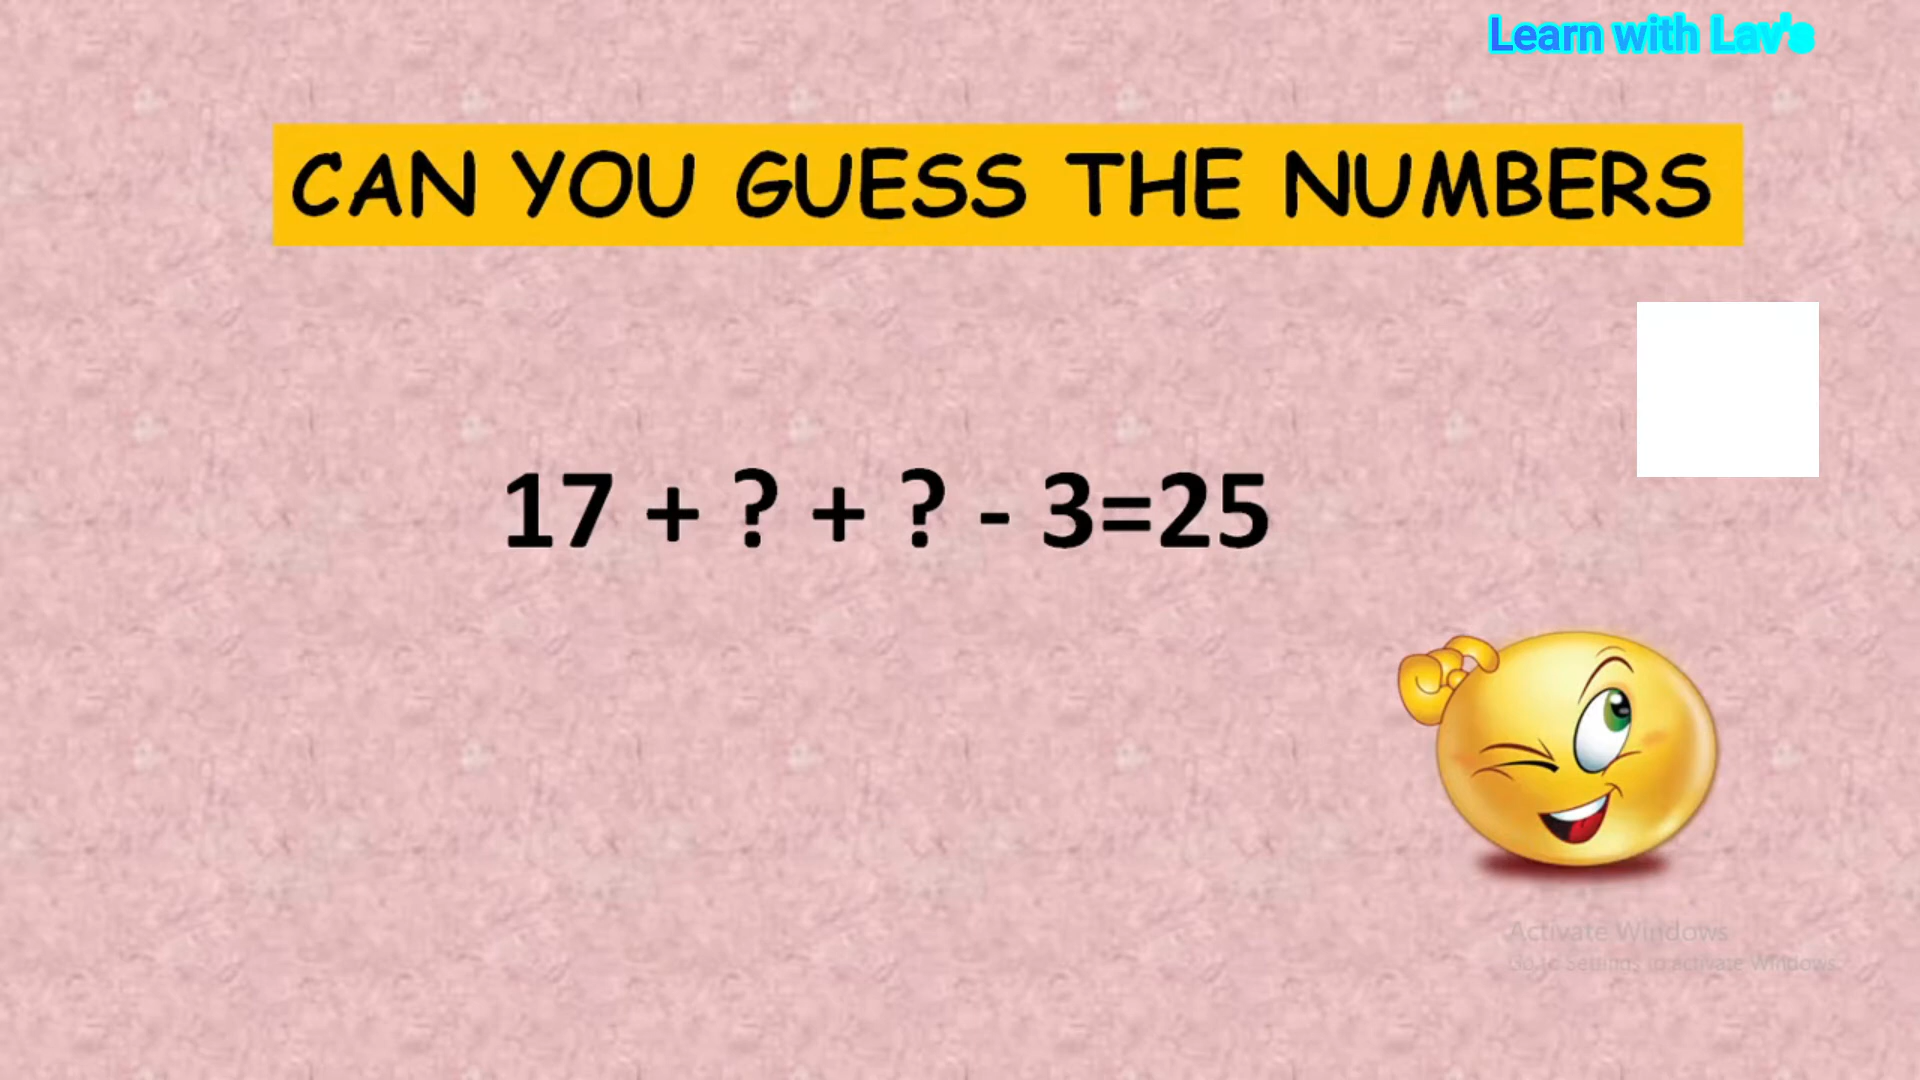 Learn with Lav's
CAN YOU GUESS THE NUMBERS
17 + ? + ? - 3=25
Activate Windows
Go to Settings to activate Windows.